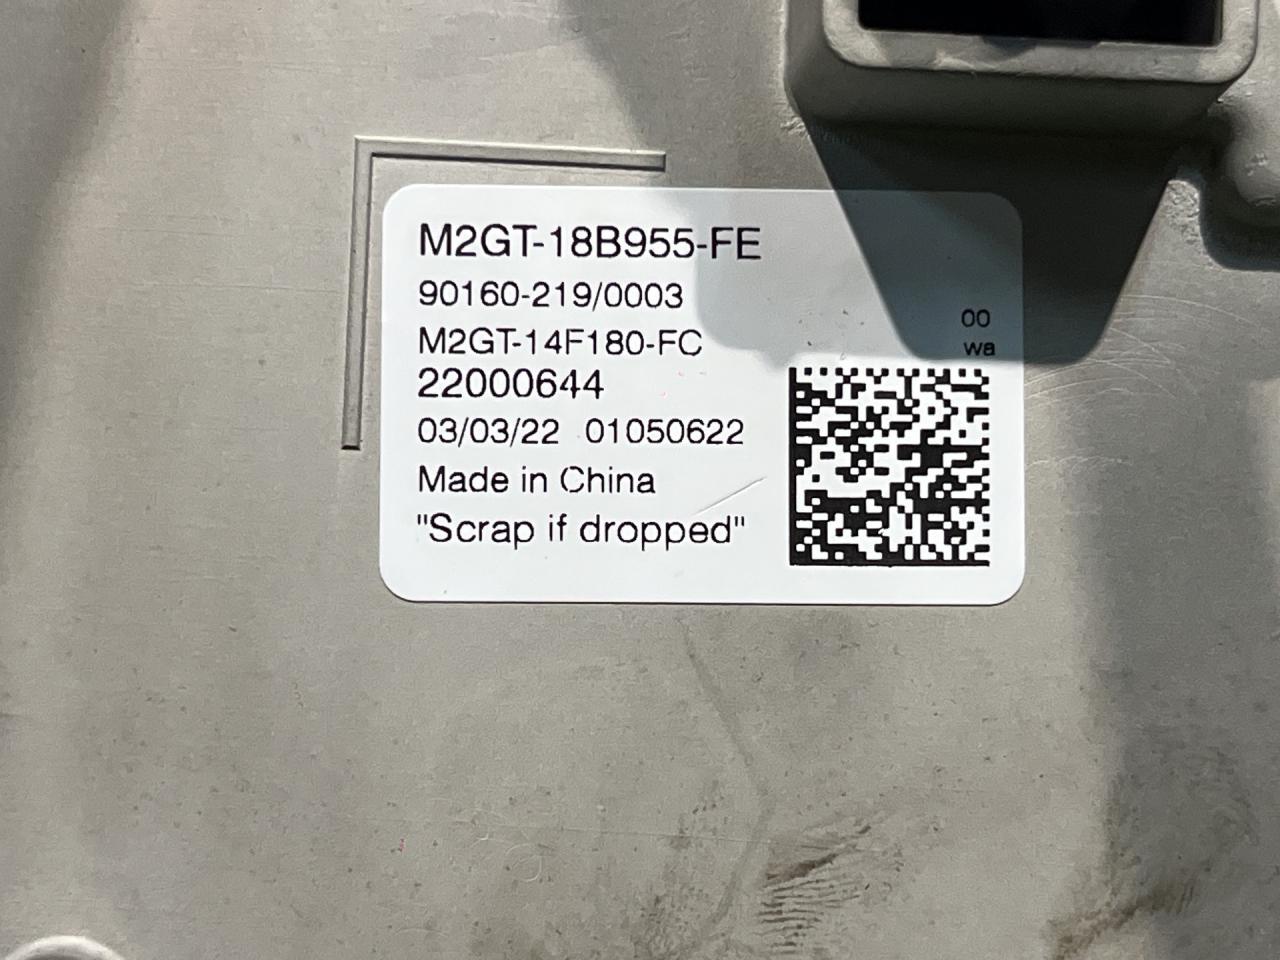 M2GT-18B955-FE
90160-219/0003
M2GT-14F180-FC
22000644
03/03/22 01050622
Made in China
"Scrap if dropped"
00
wa